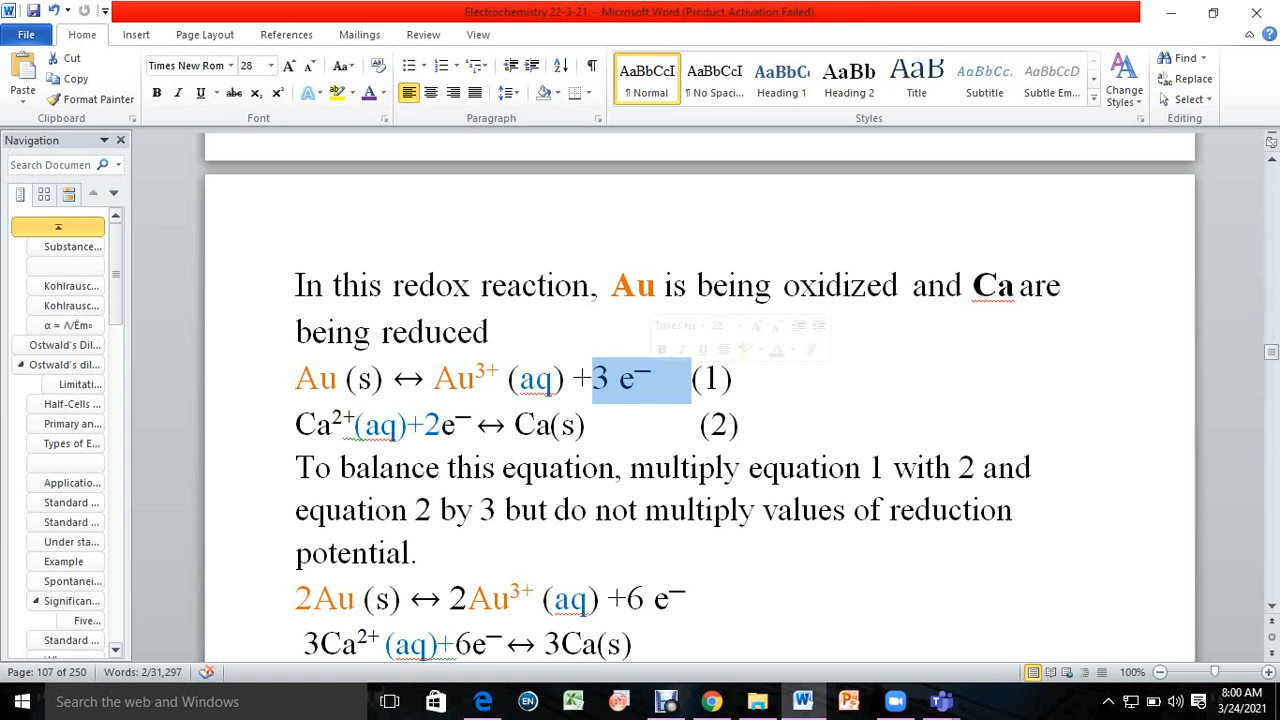 Electrochemistry 22-3-21 - Microsoft Word (Product Activation Failed)
File Home Insert Page Layout References Mailings Review View
Paste
Cut
Copy
Format Painter
Clipboard
Times New Rom 28
Font
Paragraph
AaBbCcI AaBbCcI AaBbCc AaBbCc AaB AaBbCcI AaBbCcI
¶ Normal ¶ No Spaci... Heading 1 Heading 2 Title Subtitle Subtle Em...
Styles
Change Styles
Find
Replace
Select
Editing
Navigation
Search Documen
Substance...
Kohlrausc...
Kohlrausc...
α = Λ/Ëm∘
Ostwald's dil...
Ostwald's dil...
Limitati...
Half-Cells
Primary an...
Types of E...
Applicatio...
Standard ...
Standard ...
Under sta...
Example
Spontanei...
Significan...
Five...
Standard ...
In this redox reaction, Au is being oxidized and Ca are
being reduced
Au (s) ↔ Au³⁺ (aq) +3 e⁻ (1)
Ca²⁺(aq)+2e⁻ ↔ Ca(s) (2)
To balance this equation, multiply equation 1 with 2 and
equation 2 by 3 but do not multiply values of reduction
potential.
2Au (s) ↔ 2Au³⁺ (aq) +6 e⁻
3Ca²⁺ (aq)+6e⁻ ↔ 3Ca(s)
Page: 107 of 250 Words: 2/31,297 100%
Search the web and Windows
8:00 AM
3/24/2021